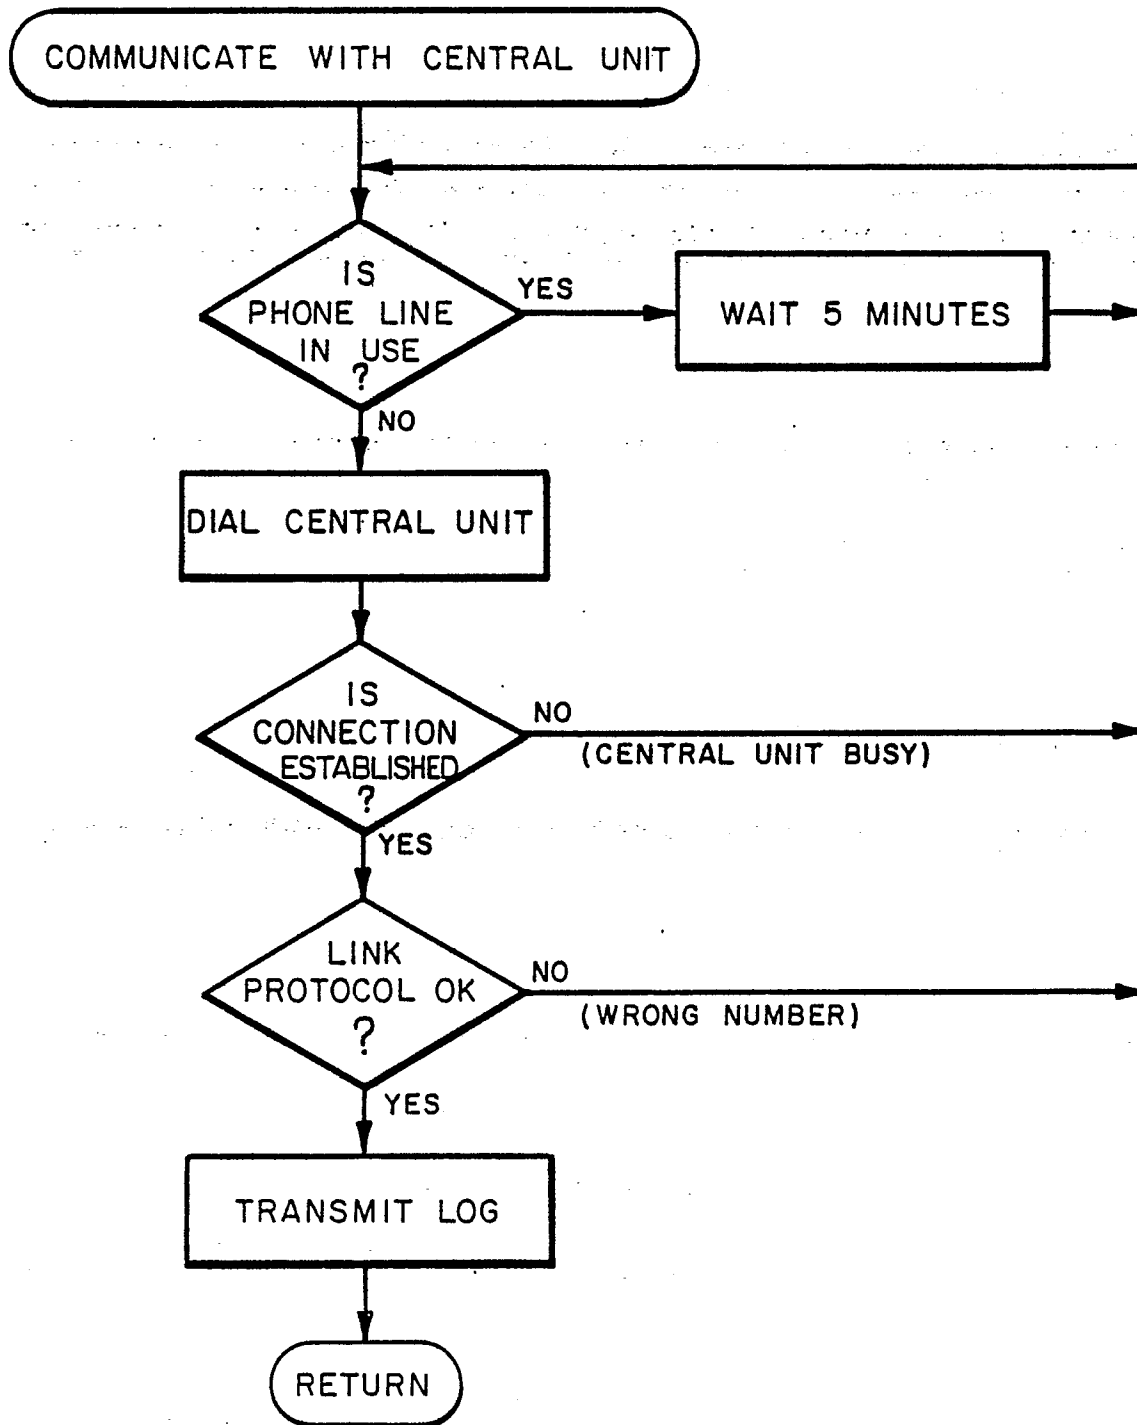 COMMUNICATE WITH CENTRAL UNIT
IS
PHONE LINE
IN USE
?
YES
WAIT 5 MINUTES
NO
DIAL CENTRAL UNIT
IS
CONNECTION
ESTABLISHED
?
NO
(CENTRAL UNIT BUSY)
YES
LINK
PROTOCOL OK
?
NO
(WRONG NUMBER)
YES
TRANSMIT LOG
RETURN